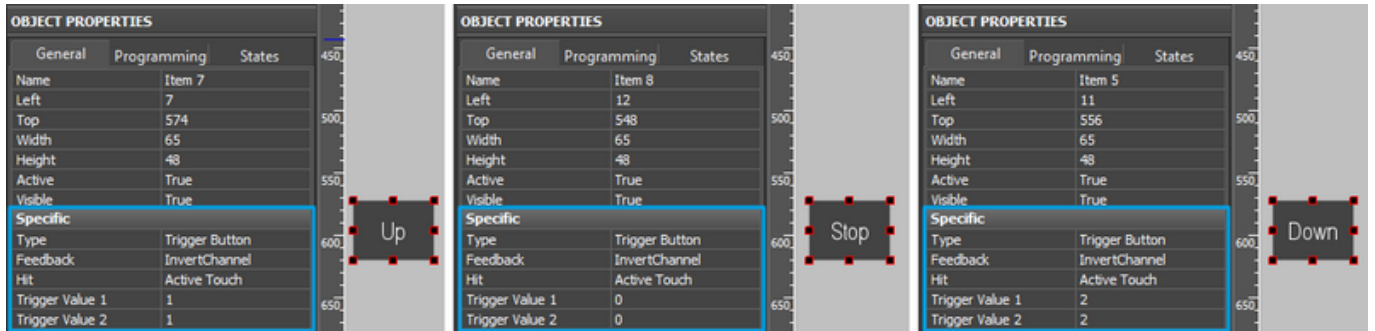 OBJECT PROPERTIES
General Programming States
Name Item 7
Left 7
Top 574
Width 65
Height 48
Active True
Visible True
Specific
Type Trigger Button
Feedback InvertChannel
Hit Active Touch
Trigger Value 1 1
Trigger Value 2 1
450
500
550
600
650
Up
OBJECT PROPERTIES
General Programming States
Name Item 8
Left 12
Top 548
Width 65
Height 48
Active True
Visible True
Specific
Type Trigger Button
Feedback InvertChannel
Hit Active Touch
Trigger Value 1 0
Trigger Value 2 0
450
500
550
600
650
Stop
OBJECT PROPERTIES
General Programming States
Name Item 5
Left 11
Top 556
Width 65
Height 48
Active True
Visible True
Specific
Type Trigger Button
Feedback InvertChannel
Hit Active Touch
Trigger Value 1 2
Trigger Value 2 2
450
500
550
600
650
Down